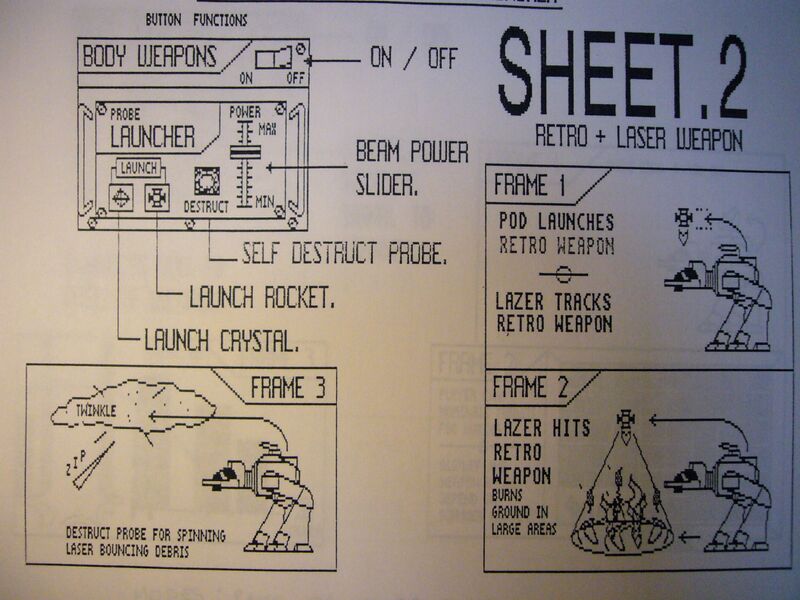 BUTTON FUNCTIONS
BODY WEAPONS
ON
OFF
ON / OFF
PROBE
LAUNCHER
POWER
MAX
MIN
LAUNCH
DESTRUCT
BEAM POWER
SLIDER.
SELF DESTRUCT PROBE.
LAUNCH ROCKET.
LAUNCH CRYSTAL.
SHEET.2
RETRO + LASER WEAPON
FRAME 1
POD LAUNCHES
RETRO WEAPON
LAZER TRACKS
RETRO WEAPON
FRAME 2
LAZER HITS
RETRO
WEAPON
BURNS
GROUND IN
LARGE AREAS
FRAME 3
TWINKLE
ZIP
DESTRUCT PROBE FOR SPINNING
LASER BOUNCING DEBRIS